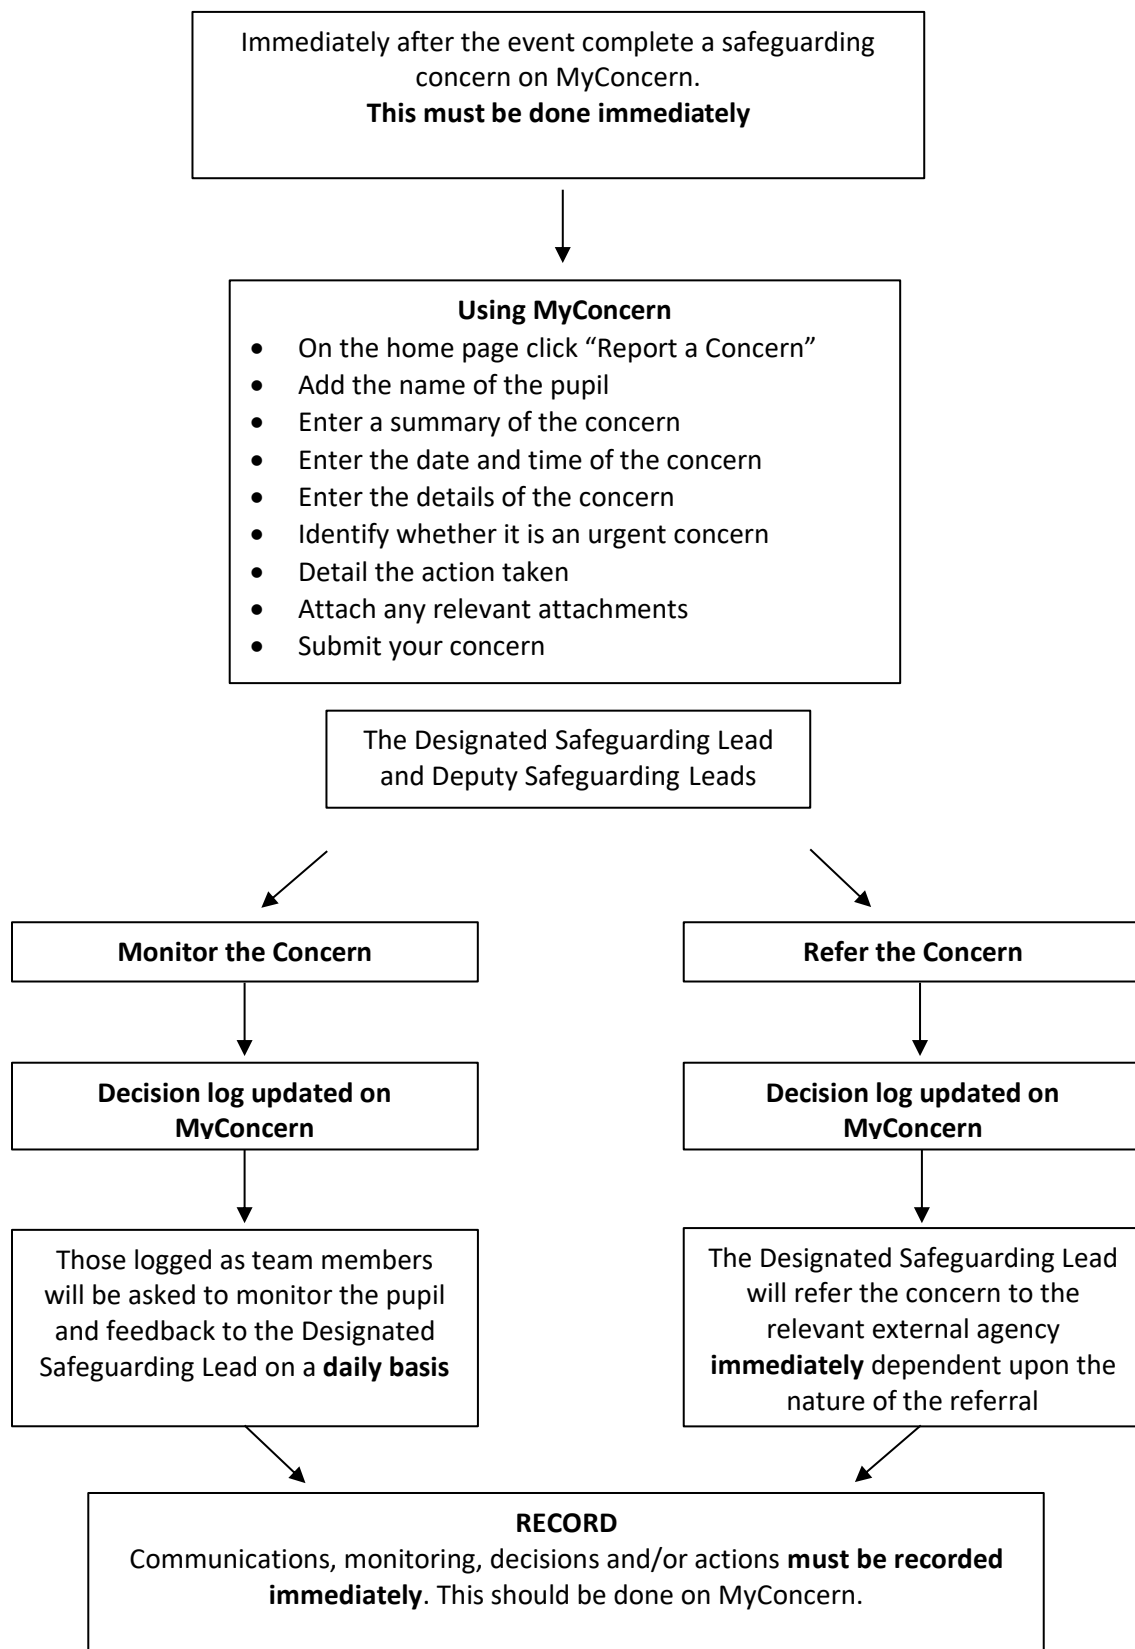 Immediately after the event complete a safeguarding
concern on MyConcern.
This must be done immediately
Using MyConcern
• On the home page click “Report a Concern”
• Add the name of the pupil
• Enter a summary of the concern
• Enter the date and time of the concern
• Enter the details of the concern
• Identify whether it is an urgent concern
• Detail the action taken
• Attach any relevant attachments
• Submit your concern
The Designated Safeguarding Lead
and Deputy Safeguarding Leads
Monitor the Concern
Refer the Concern
Decision log updated on
MyConcern
Decision log updated on
MyConcern
Those logged as team members
will be asked to monitor the pupil
and feedback to the Designated
Safeguarding Lead on a daily basis
The Designated Safeguarding Lead
will refer the concern to the
relevant external agency
immediately dependent upon the
nature of the referral
RECORD
Communications, monitoring, decisions and/or actions must be recorded
immediately. This should be done on MyConcern.